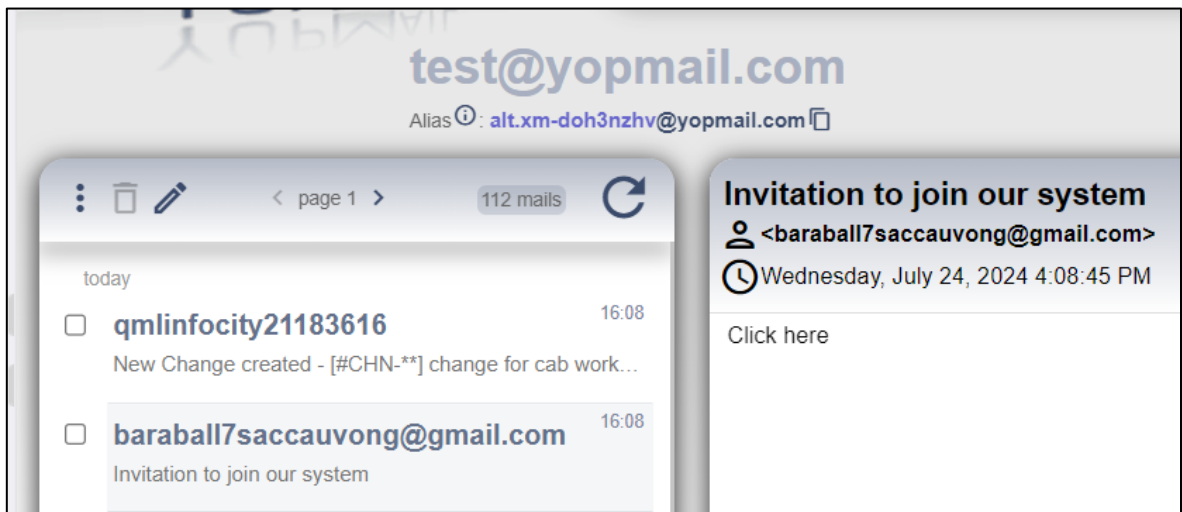 test@yopmail.com
Alias : alt.xm-doh3nzhv@yopmail.com
< page 1 >
112 mails
today
qmlinfocity21183616
16:08
New Change created - [#CHN-**] change for cab work…
baraball7saccauvong@gmail.com
16:08
Invitation to join our system
Invitation to join our system
<baraball7saccauvong@gmail.com>
Wednesday, July 24, 2024 4:08:45 PM
Click here